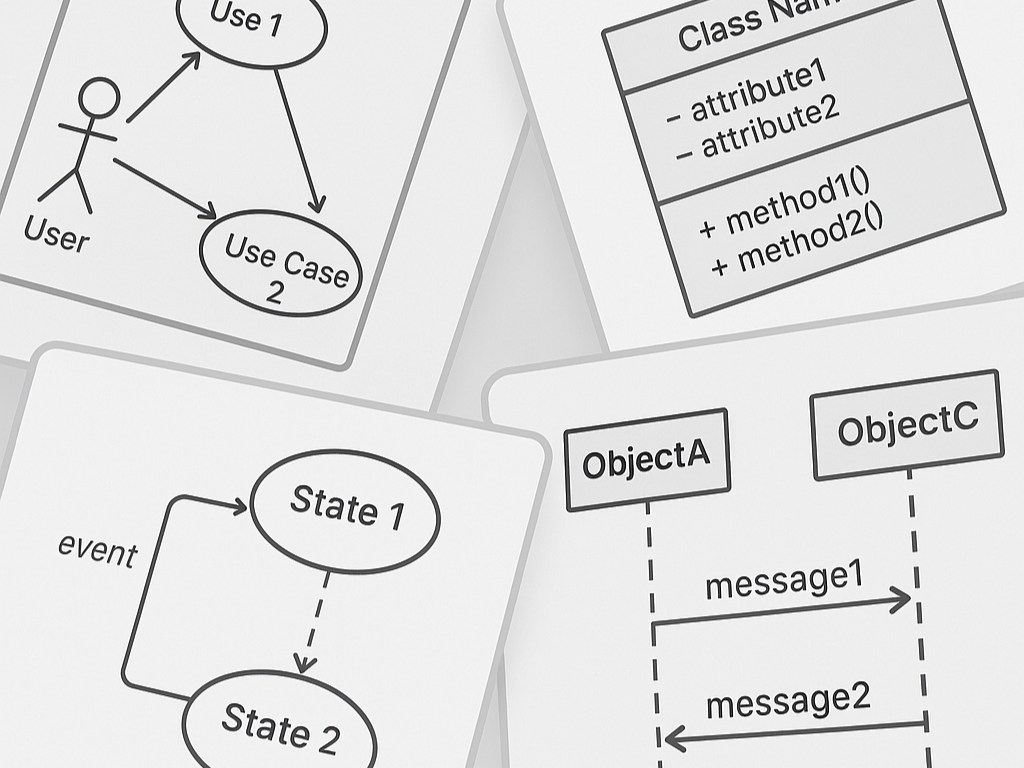 Use 1
User
Use Case
2
Class Nam
- attribute1
- attribute2
+ method1()
+ method2()
event
State 1
State 2
ObjectA
ObjectC
message1
message2